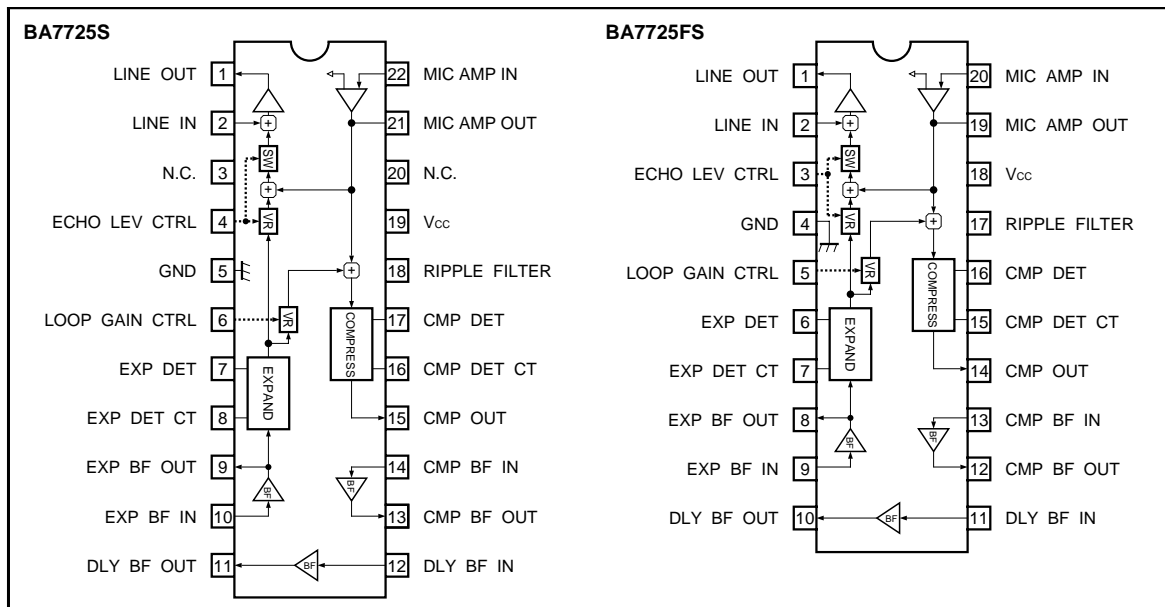 BA7725S
LINE OUT 1
LINE IN 2
N.C. 3
ECHO LEV CTRL 4
GND 5
LOOP GAIN CTRL 6
EXP DET 7
EXP DET CT 8
EXP BF OUT 9
EXP BF IN 10
DLY BF OUT 11
22 MIC AMP IN
21 MIC AMP OUT
20 N.C.
19 Vcc
18 RIPPLE FILTER
17 CMP DET
16 CMP DET CT
15 CMP OUT
14 CMP BF IN
13 CMP BF OUT
12 DLY BF IN
+
SW
+
VR
+
VR
COMPRESS
EXPAND
BF
BF
BF
BA7725FS
LINE OUT 1
LINE IN 2
ECHO LEV CTRL 3
GND 4
LOOP GAIN CTRL 5
EXP DET 6
EXP DET CT 7
EXP BF OUT 8
EXP BF IN 9
DLY BF OUT 10
20 MIC AMP IN
19 MIC AMP OUT
18 Vcc
17 RIPPLE FILTER
16 CMP DET
15 CMP DET CT
14 CMP OUT
13 CMP BF IN
12 CMP BF OUT
11 DLY BF IN
+
SW
+
VR
+
VR
COMPRESS
EXPAND
BF
BF
BF